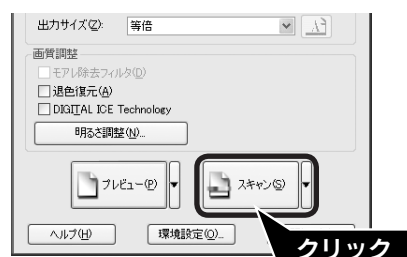 出力サイズ(Z): 等倍
画質調整
モアレ除去フィルタ(D)
退色復元(A)
DIGITAL ICE Technology
明るさ調整(N)...
プレビュー(P) スキャン(S)
ヘルプ(H) 環境設定(O)...
クリック